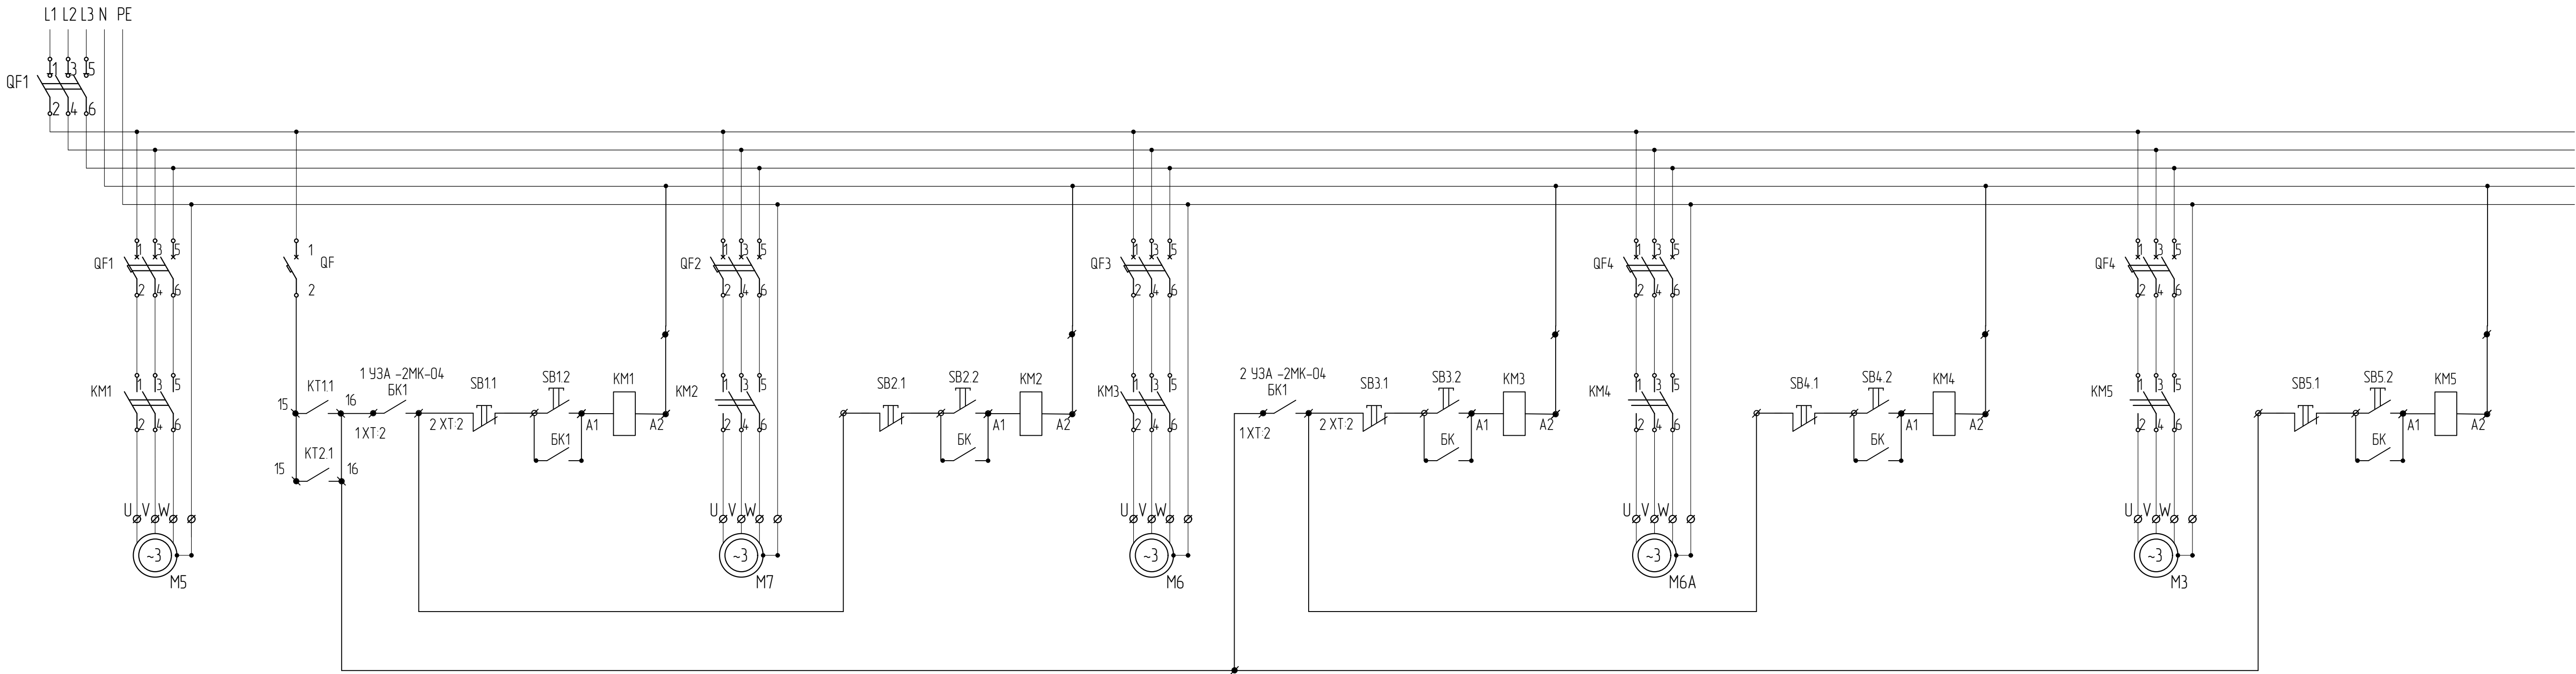 L1 L2 L3 N PE
QF1
1 3 5
2 4 6
QF1
1 3 5
2 4 6
1
QF
2
QF2
1 3 5
2 4 6
QF3
1 3 5
2 4 6
QF4
1 3 5
2 4 6
QF4
1 3 5
2 4 6
KM1
1 3 5
2 4 6
KT1.1
15 16
KT2.1
15 16
1 УЗА -2МК-04
БК1
1 XT:2
2 XT:2
SB1.1
SB1.2
БК1
KM1
A1 A2
KM2
1 3 5
2 4 6
SB2.1
SB2.2
БК
KM2
A1 A2
KM3
1 3 5
2 4 6
2 УЗА -2МК-04
БК1
1 XT:2
2 XT:2
SB3.1
SB3.2
БК
KM3
A1 A2
KM4
1 3 5
2 4 6
SB4.1
SB4.2
БК
KM4
A1 A2
KM5
1 3 5
2 4 6
SB5.1
SB5.2
БК
KM5
A1 A2
U V W
~3
M5
U V W
~3
M7
U V W
~3
M6
U V W
~3
M6A
U V W
~3
M3